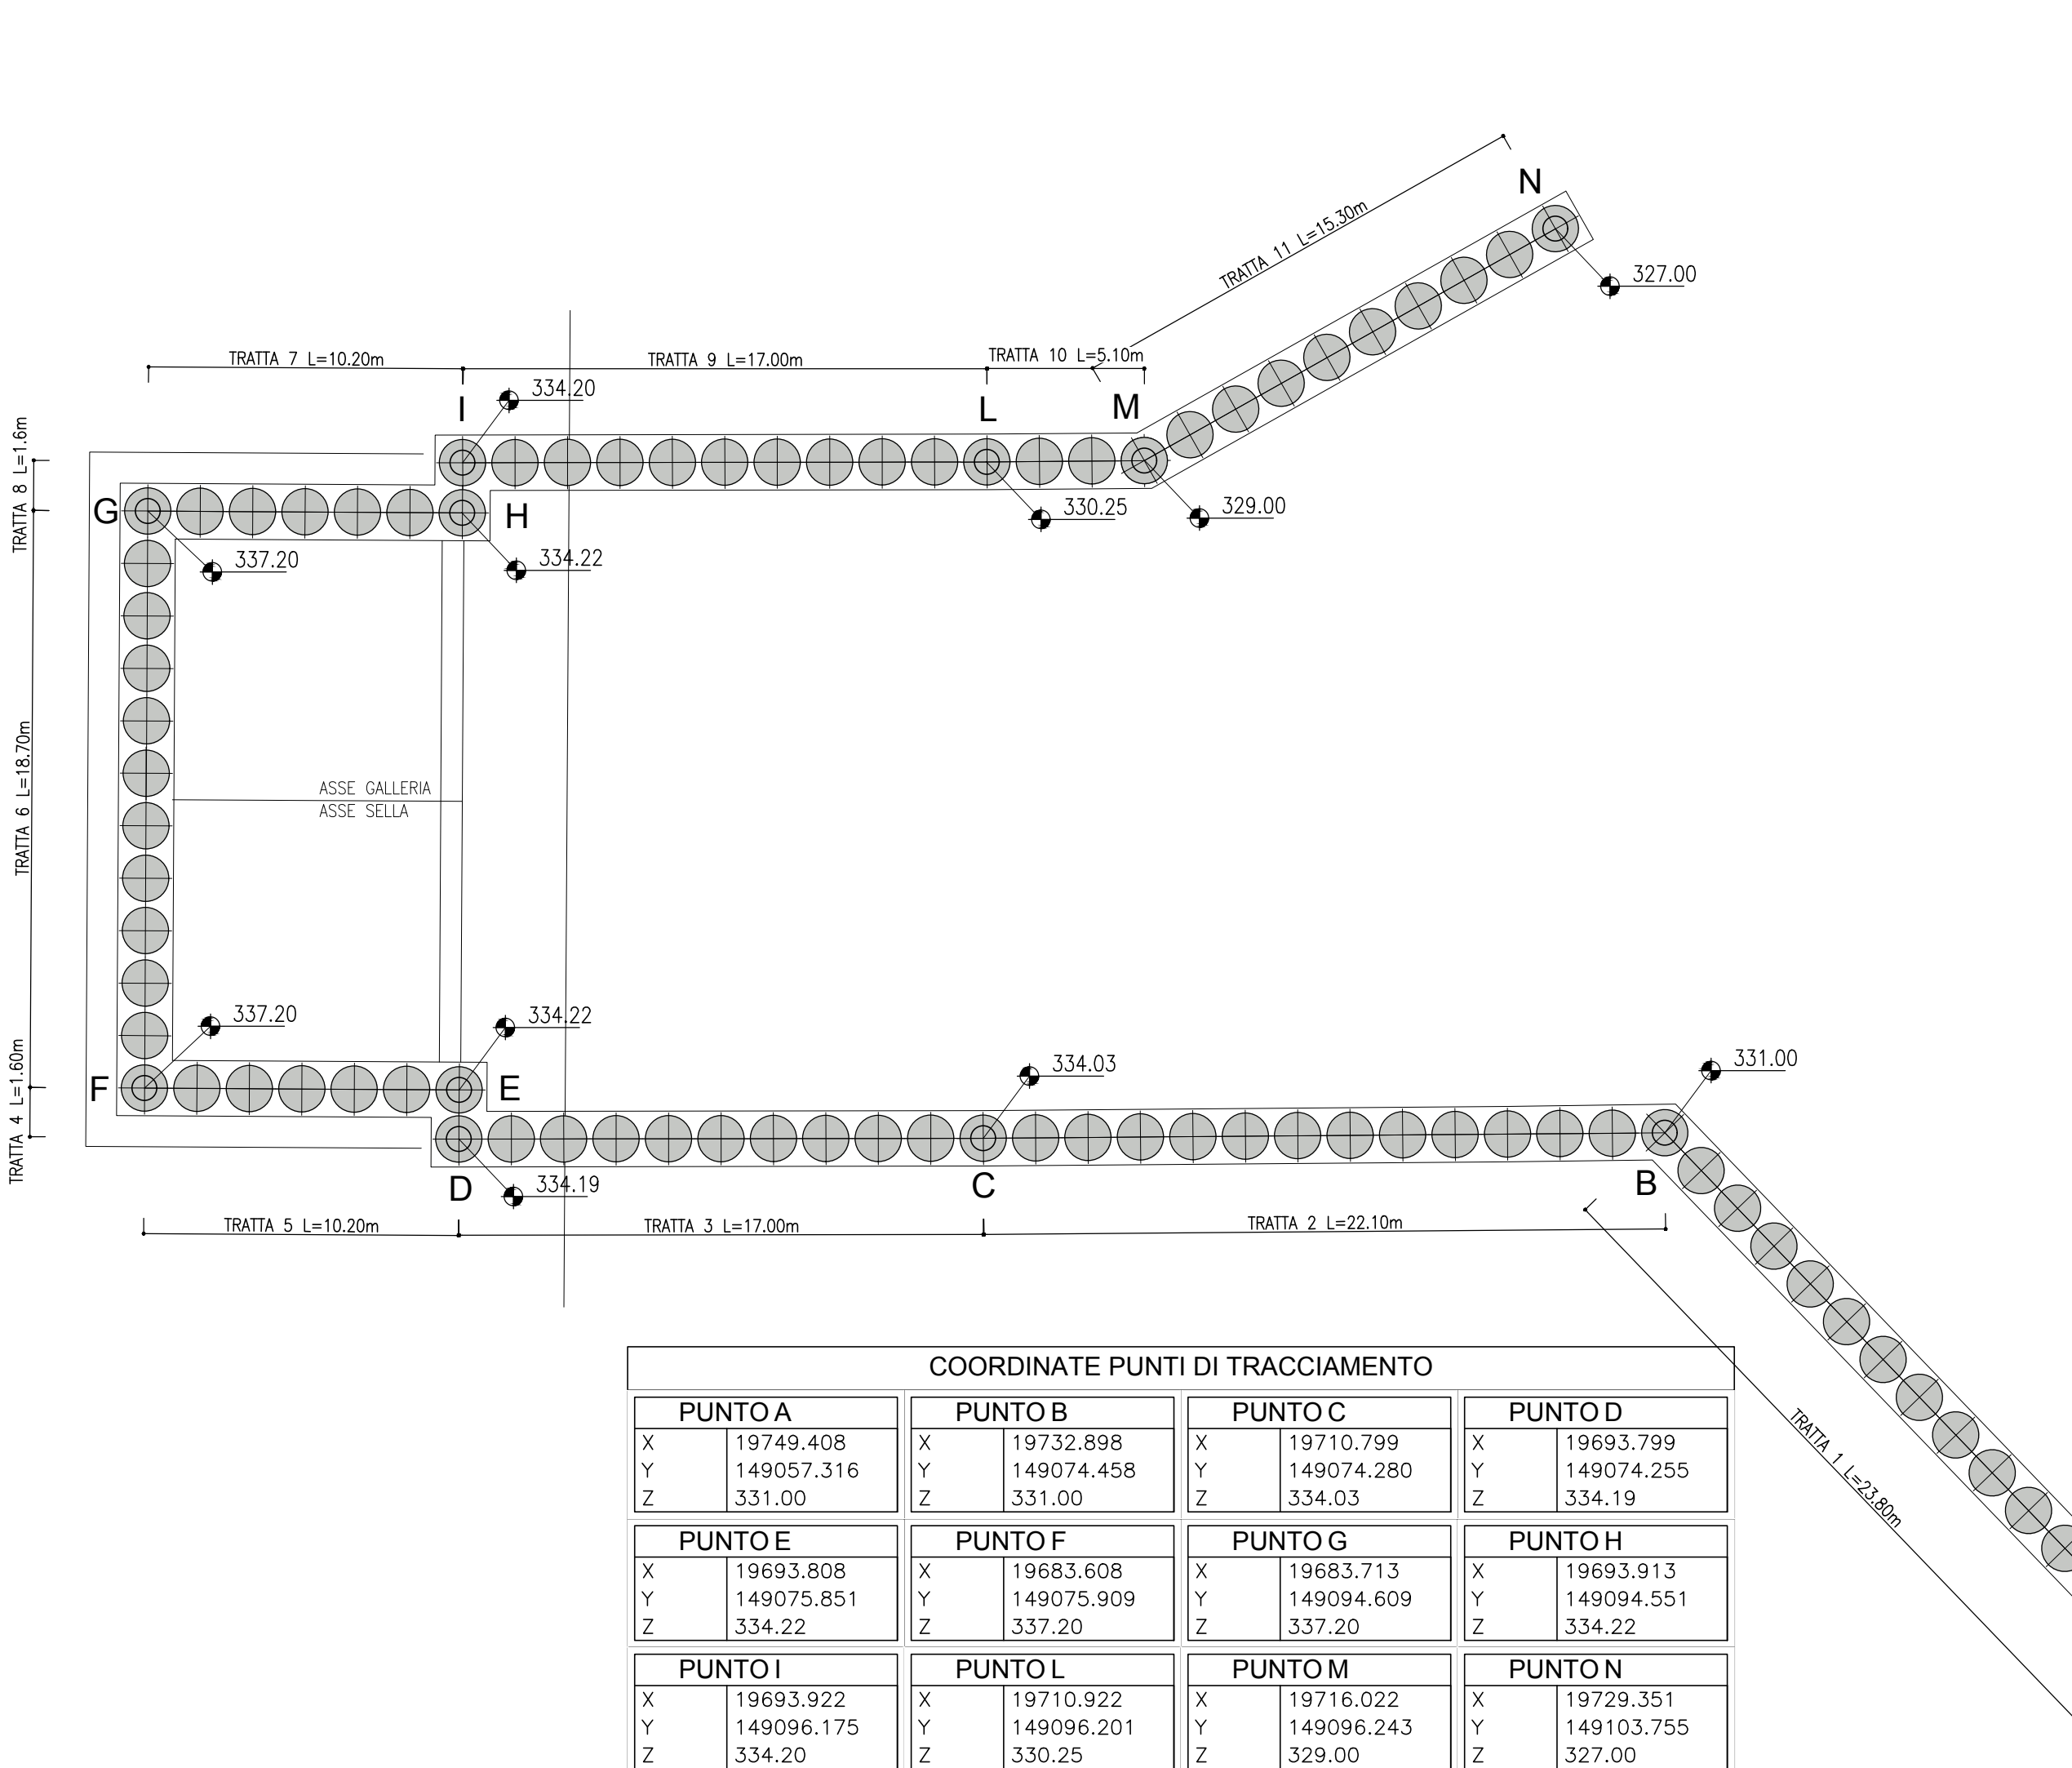 N
TRATTA 11 L=15.30m
327.00
TRATTA 7 L=10.20m
TRATTA 9 L=17.00m
TRATTA 10 L=5.10m
334.20
I
L
M
TRATTA 8 L=1.6m
G
H
330.25
329.00
337.20
334.22
TRATTA 6 L=18.70m
ASSE GALLERIA
ASSE SELLA
337.20
334.22
334.03
331.00
TRATTA 4 L=1.60m
F
E
D
334.19
C
B
TRATTA 5 L=10.20m
TRATTA 3 L=17.00m
TRATTA 2 L=22.10m
TRATTA 1 L=23.80m
COORDINATE PUNTI DI TRACCIAMENTO
PUNTO A
X 19749.408
Y 149057.316
Z 331.00
PUNTO B
X 19732.898
Y 149074.458
Z 331.00
PUNTO C
X 19710.799
Y 149074.280
Z 334.03
PUNTO D
X 19693.799
Y 149074.255
Z 334.19
PUNTO E
X 19693.808
Y 149075.851
Z 334.22
PUNTO F
X 19683.608
Y 149075.909
Z 337.20
PUNTO G
X 19683.713
Y 149094.609
Z 337.20
PUNTO H
X 19693.913
Y 149094.551
Z 334.22
PUNTO I
X 19693.922
Y 149096.175
Z 334.20
PUNTO L
X 19710.922
Y 149096.201
Z 330.25
PUNTO M
X 19716.022
Y 149096.243
Z 329.00
PUNTO N
X 19729.351
Y 149103.755
Z 327.00